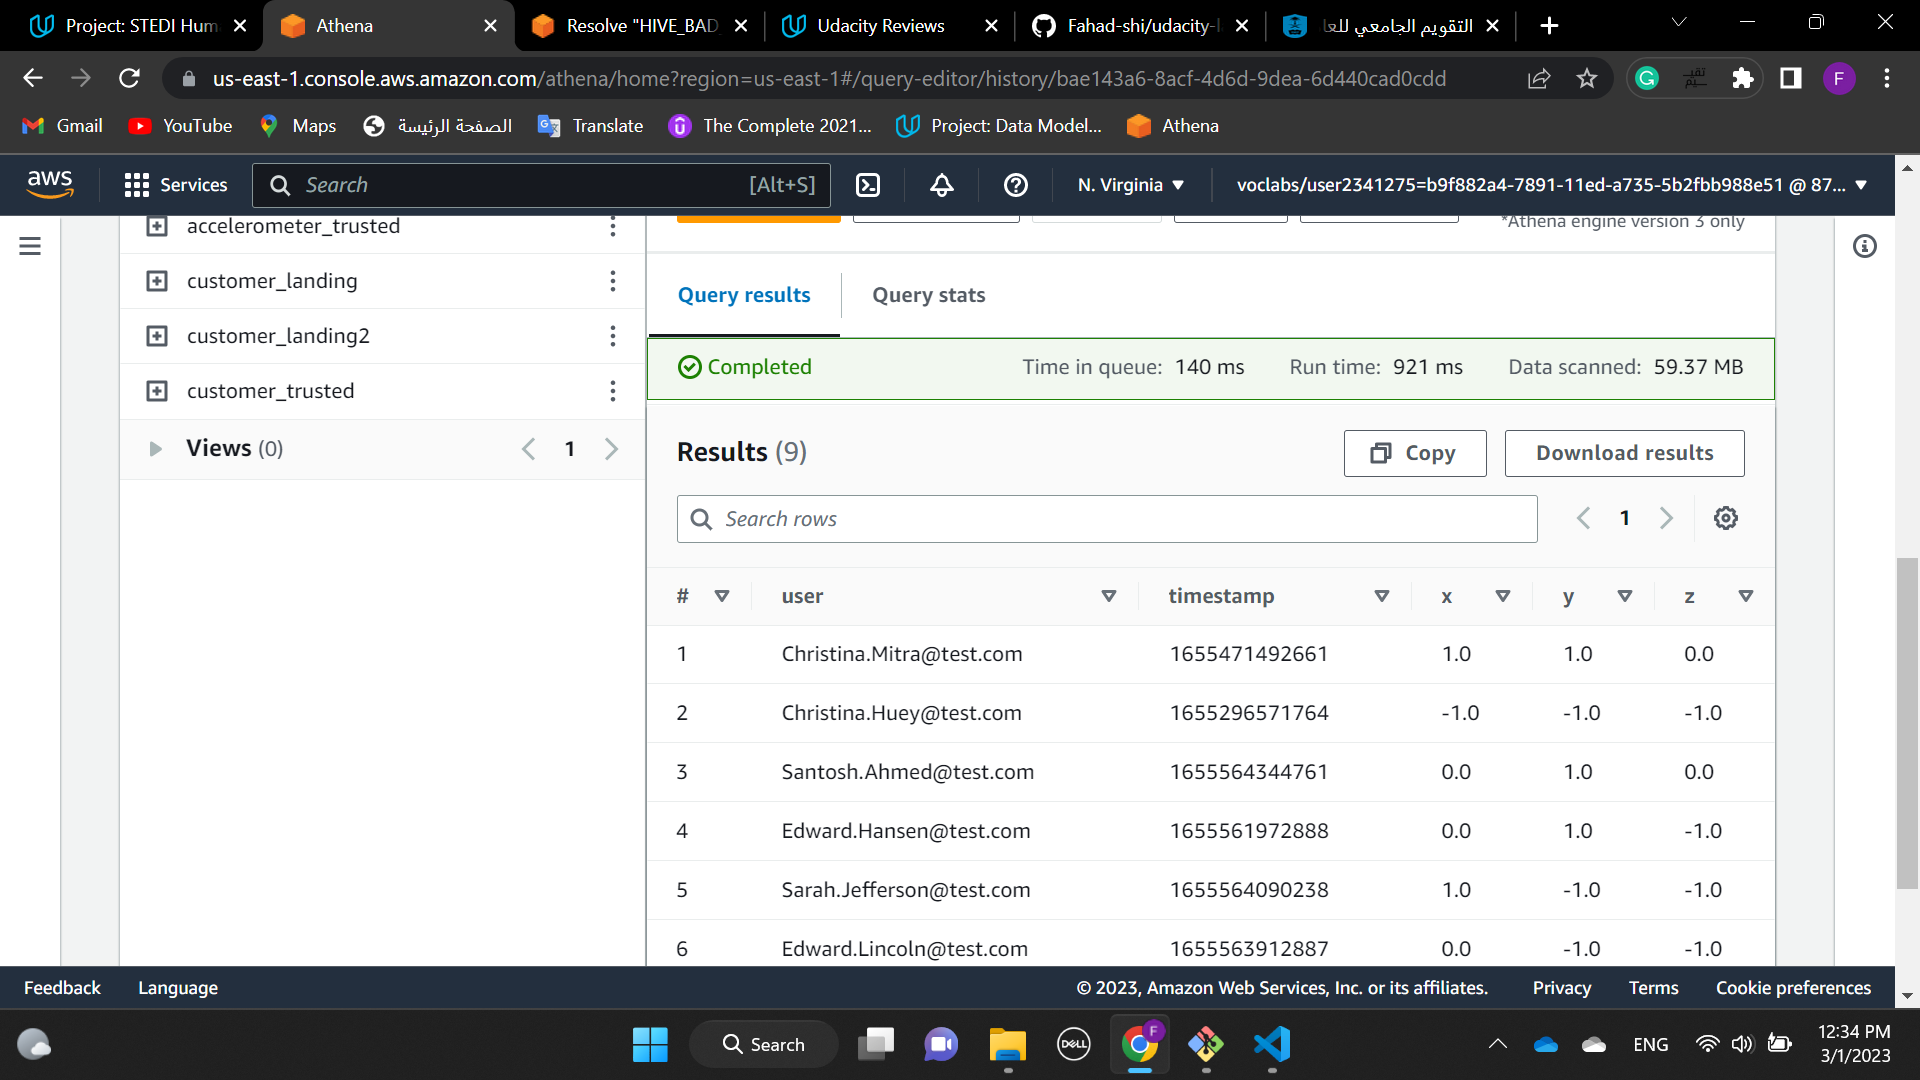 Project: STEDI Hum
Athena
Resolve "HIVE_BAD_
Udacity Reviews
Fahad-shi/udacity-l
التقويم الجامعي للعا
us-east-1.console.aws.amazon.com/athena/home?region=us-east-1#/query-editor/history/bae143a6-8acf-4d6d-9dea-6d440cad0cdd
F
Gmail
YouTube
Maps
الصفحة الرئيسة
Translate
The Complete 2021...
Project: Data Model...
Athena
aws
Services
Search
[Alt+S]
N. Virginia
voclabs/user2341275=b9f882a4-7891-11ed-a735-5b2fbb988e51 @ 87...
accelerometer_trusted
customer_landing
customer_landing2
customer_trusted
Views (0)
1
*Athena engine version 3 only
Query results
Query stats
Completed
Time in queue: 140 ms
Run time: 921 ms
Data scanned: 59.37 MB
Results (9)
Copy
Download results
Search rows
1
# user timestamp x y z
1 Christina.Mitra@test.com 1655471492661 1.0 1.0 0.0
2 Christina.Huey@test.com 1655296571764 -1.0 -1.0 -1.0
3 Santosh.Ahmed@test.com 1655564344761 0.0 1.0 0.0
4 Edward.Hansen@test.com 1655561972888 0.0 1.0 -1.0
5 Sarah.Jefferson@test.com 1655564090238 1.0 -1.0 -1.0
6 Edward.Lincoln@test.com 1655563912887 0.0 -1.0 -1.0
Feedback
Language
© 2023, Amazon Web Services, Inc. or its affiliates.
Privacy
Terms
Cookie preferences
Search
DELL
F
ENG
12:34 PM
3/1/2023